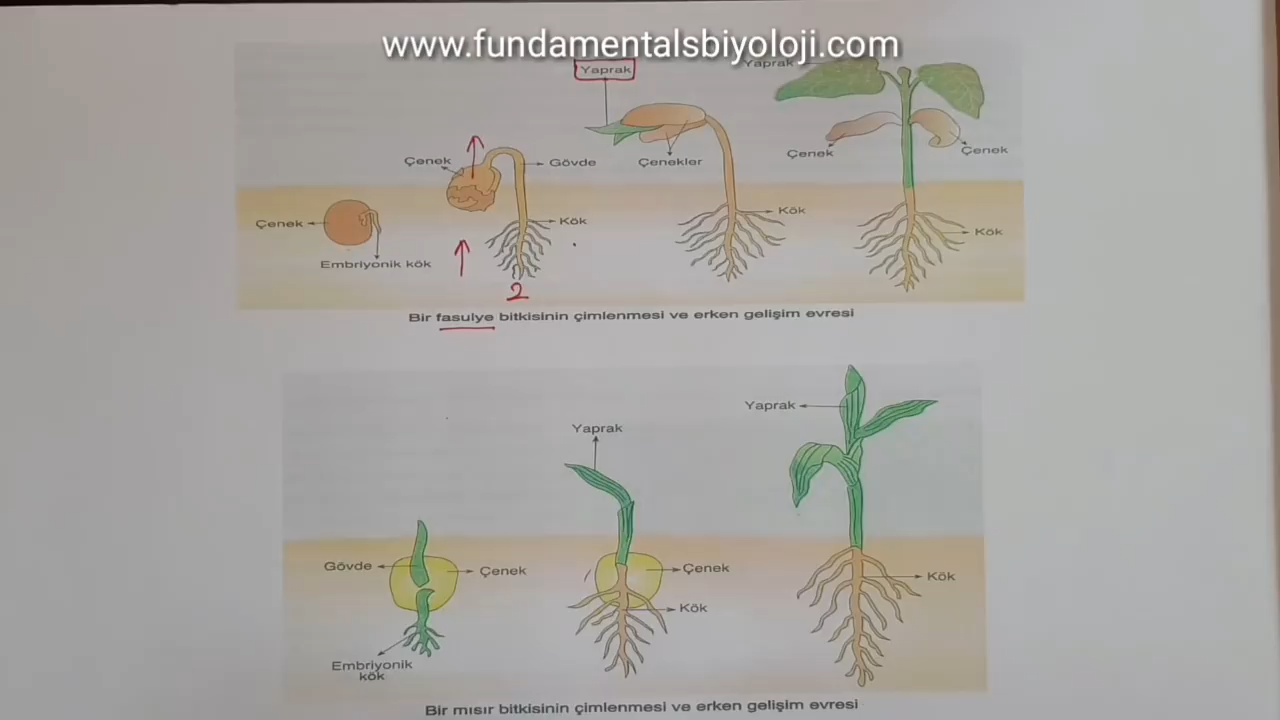 www.fundamentalsbiyoloji.com
Yaprak
Yaprak
Çenek
Gövde
Çenekler
Çenek
Çenek
Çenek
Kök
Kök
Kök
Embriyonik kök
2
Bir fasulye bitkisinin çimlenmesi ve erken gelişim evresi
Yaprak
Yaprak
Gövde
Çenek
Çenek
Kök
Kök
Embriyonik
kök
Bir mısır bitkisinin çimlenmesi ve erken gelişim evresi